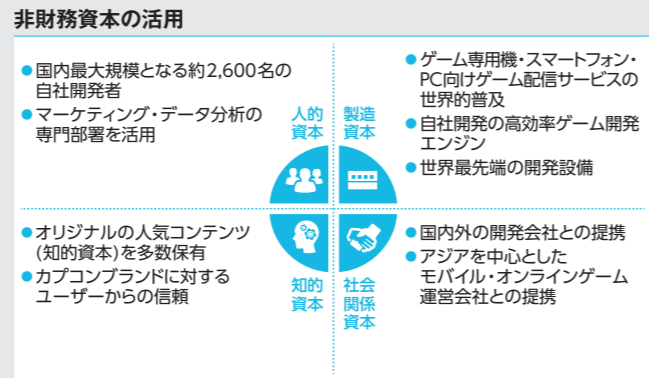 非財務資本の活用
●国内最大規模となる約2,600名の
自社開発者
●マーケティング・データ分析の
専門部署を活用
人的
資本
製造
資本
●ゲーム専用機・スマートフォン・
PC向けゲーム配信サービスの
世界的普及
●自社開発の高効率ゲーム開発
エンジン
●世界最先端の開発設備
●オリジナルの人気コンテンツ
(知的資本)を多数保有
●カプコンブランドに対する
ユーザーからの信頼
知的
資本
社会
関係
資本
●国内外の開発会社との提携
●アジアを中心とした
モバイル・オンラインゲーム
運営会社との提携